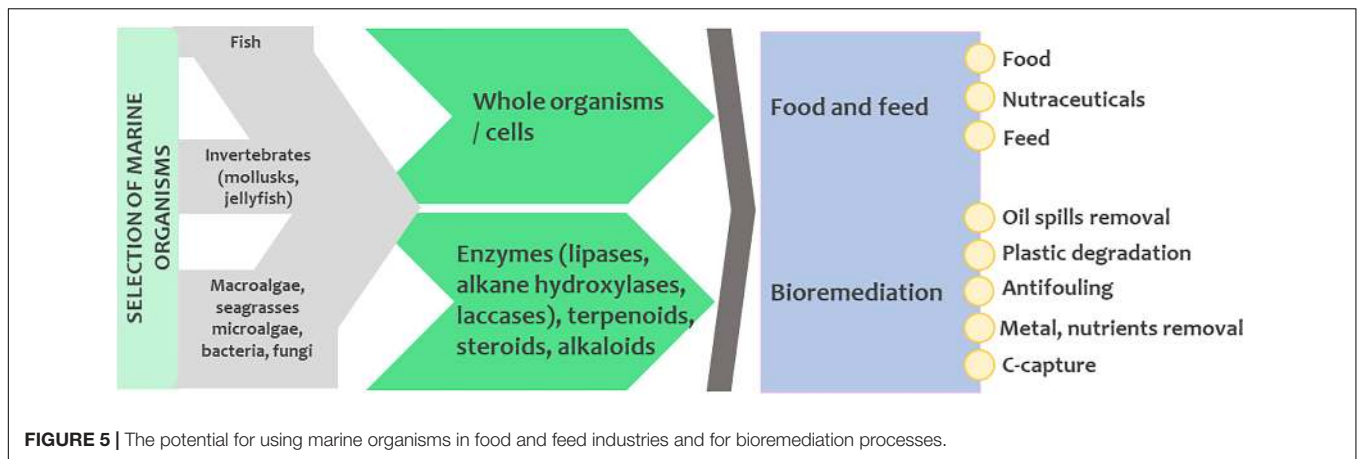 SELECTION OF MARINE
ORGANISMS
Fish
Invertebrates
(mollusks,
jellyfish)
Macroalgae,
seagrasses
microalgae,
bacteria, fungi
Whole organisms
/ cells
Enzymes (lipases,
alkane hydroxylases,
laccases), terpenoids,
steroids, alkaloids
Food and feed
Bioremediation
Food
Nutraceuticals
Feed
Oil spills removal
Plastic degradation
Antifouling
Metal, nutrients removal
C-capture
FIGURE 5 | The potential for using marine organisms in food and feed industries and for bioremediation processes.